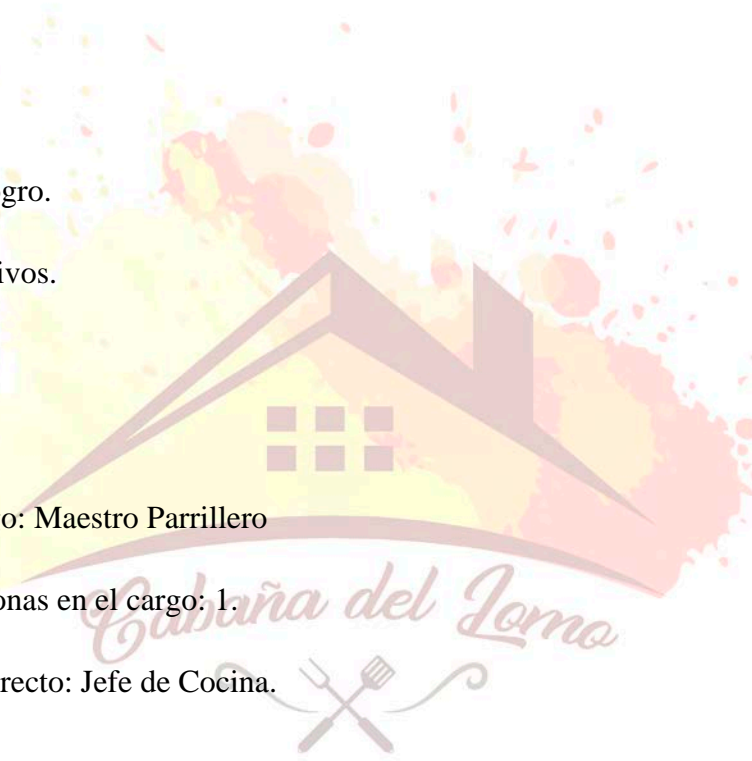 gro.
ivos.
o: Maestro Parrillero
onas en el cargo: 1.
Cabaña del Lomo
recto: Jefe de Cocina.